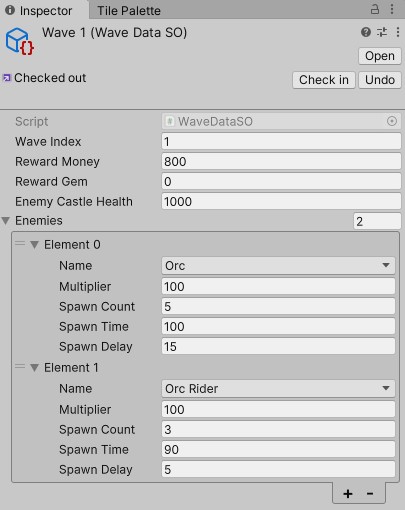 Inspector
Tile Palette
Wave 1 (Wave Data SO)
Open
Checked out
Check in
Undo
Script
WaveDataSO
Wave Index 1
Reward Money 800
Reward Gem 0
Enemy Castle Health 1000
Enemies 2
Element 0
Name Orc
Multiplier 100
Spawn Count 5
Spawn Time 100
Spawn Delay 15
Element 1
Name Orc Rider
Multiplier 100
Spawn Count 3
Spawn Time 90
Spawn Delay 5